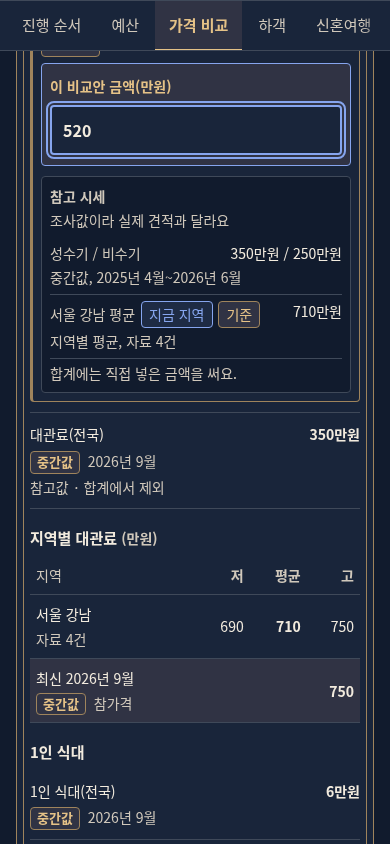 진행 순서 예산 가격 비교 하객 신혼여행
이 비교안 금액(만원)
520
참고 시세
조사값이라 실제 견적과 달라요
성수기 / 비수기 350만원 / 250만원
중간값, 2025년 4월~2026년 6월
서울 강남 평균 지금 지역 기준 710만원
지역별 평균, 자료 4건
합계에는 직접 넣은 금액을 써요.
대관료(전국) 350만원
중간값 2026년 9월
참고값 · 합계에서 제외
지역별 대관료 (만원)
지역 저 평균 고
서울 강남 690 710 750
자료 4건
최신 2026년 9월 750
중간값 참가격
1인 식대
1인 식대(전국) 6만원
중간값 2026년 9월